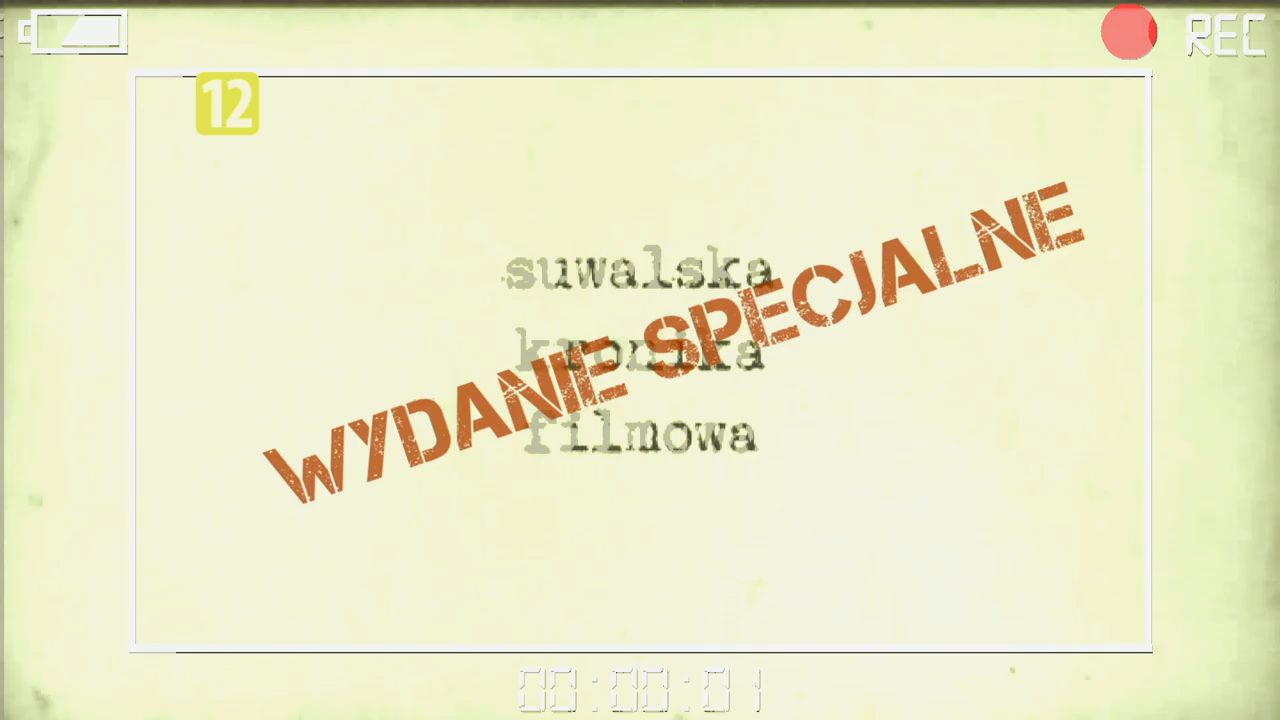 REC
12
suwalska
kronika
filmowa
WYDANIE SPECJALNE
00:00:01